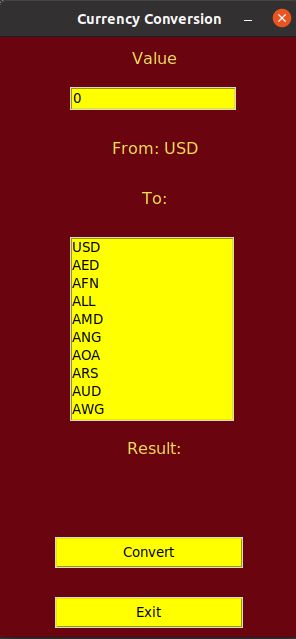 Currency Conversion
Value
0
From: USD
To:
USD
AED
AFN
ALL
AMD
ANG
AOA
ARS
AUD
AWG
Result:
Convert
Exit